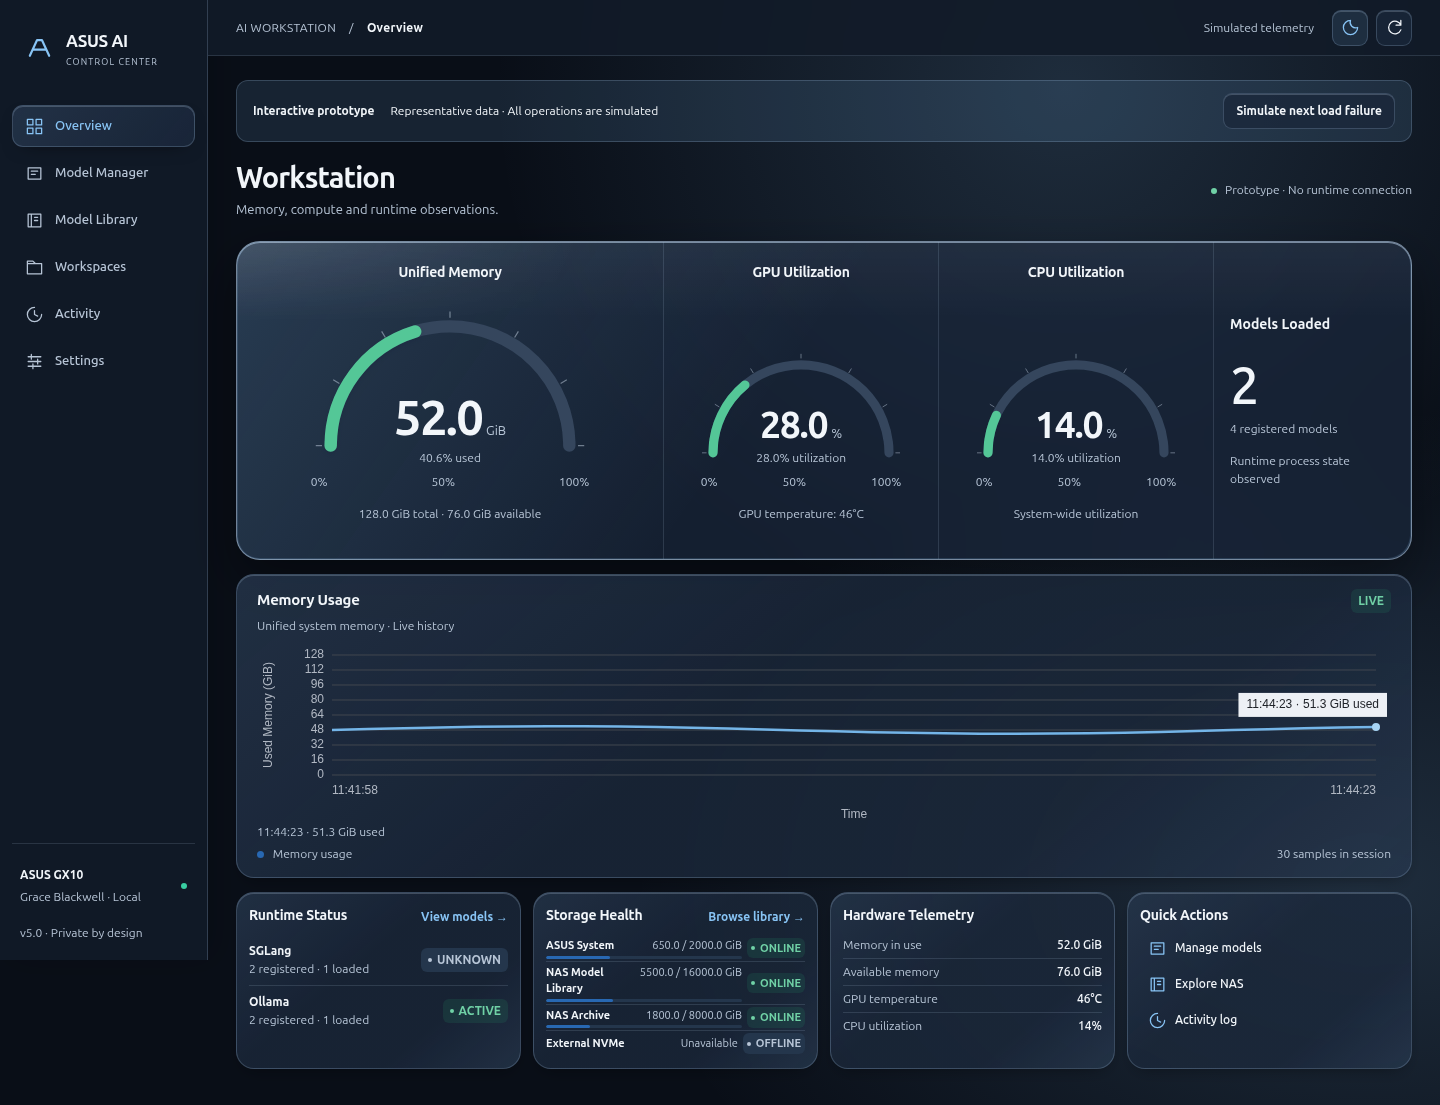 ASUS AI
CONTROL CENTER
Overview
Model Manager
Model Library
Workspaces
Activity
Settings
ASUS GX10
Grace Blackwell · Local
v5.0 · Private by design
AI WORKSTATION / Overview
Simulated telemetry
Interactive prototype Representative data · All operations are simulated
Simulate next load failure
Workstation
Memory, compute and runtime observations.
Prototype · No runtime connection
Unified Memory
52.0 GiB
40.6% used
0% 50% 100%
128.0 GiB total · 76.0 GiB available
GPU Utilization
28.0 %
28.0% utilization
0% 50% 100%
GPU temperature: 46°C
CPU Utilization
14.0 %
14.0% utilization
0% 50% 100%
System-wide utilization
Models Loaded
2
4 registered models
Runtime process state
observed
Memory Usage
LIVE
Unified system memory · Live history
Used Memory (GiB)
128
112
96
80
64
48
32
16
0
11:44:23 · 51.3 GiB used
11:41:58 11:44:23
Time
11:44:23 · 51.3 GiB used
Memory usage
30 samples in session
Runtime Status View models →
SGLang
2 registered · 1 loaded
UNKNOWN
Ollama
2 registered · 1 loaded
ACTIVE
Storage Health Browse library →
ASUS System 650.0 / 2000.0 GiB ONLINE
NAS Model
Library
5500.0 / 16000.0 GiB ONLINE
NAS Archive 1800.0 / 8000.0 GiB ONLINE
External NVMe Unavailable OFFLINE
Hardware Telemetry
Memory in use 52.0 GiB
Available memory 76.0 GiB
GPU temperature 46°C
CPU utilization 14%
Quick Actions
Manage models
Explore NAS
Activity log